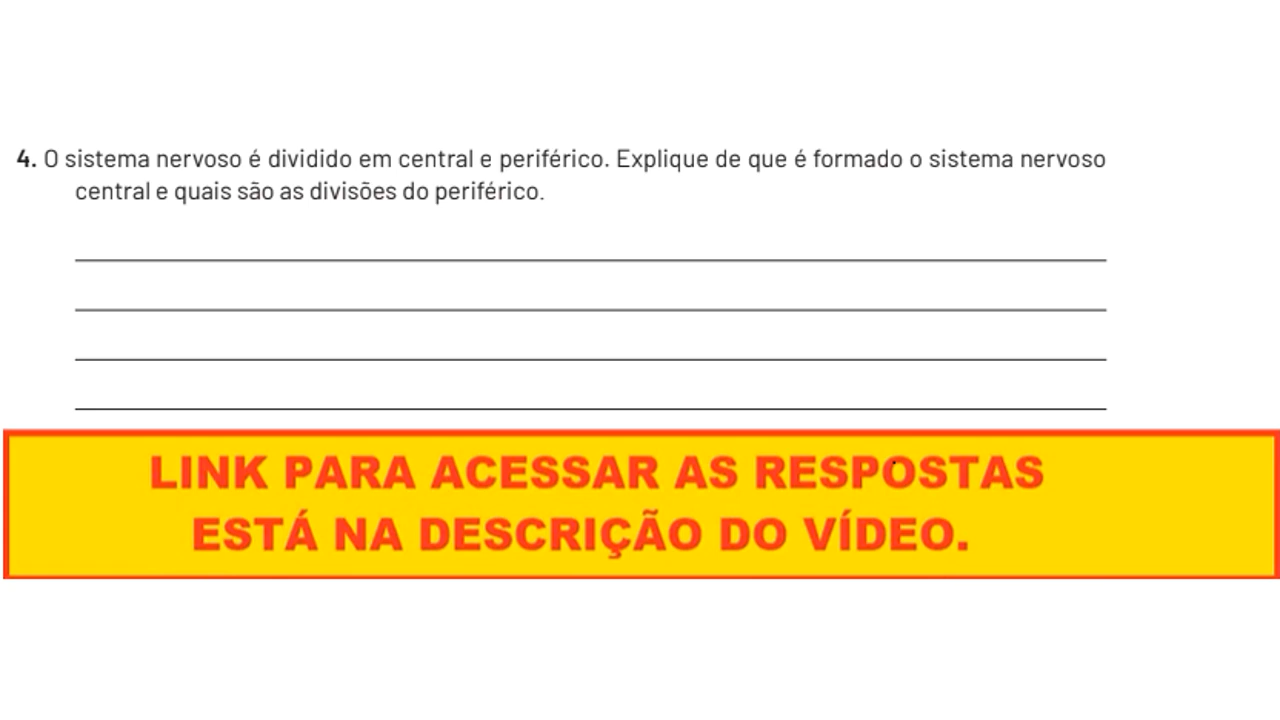 4. O sistema nervoso é dividido em central e periférico. Explique de que é formado o sistema nervoso
central e quais são as divisões do periférico.
LINK PARA ACESSAR AS RESPOSTAS
ESTÁ NA DESCRIÇÃO DO VÍDEO.